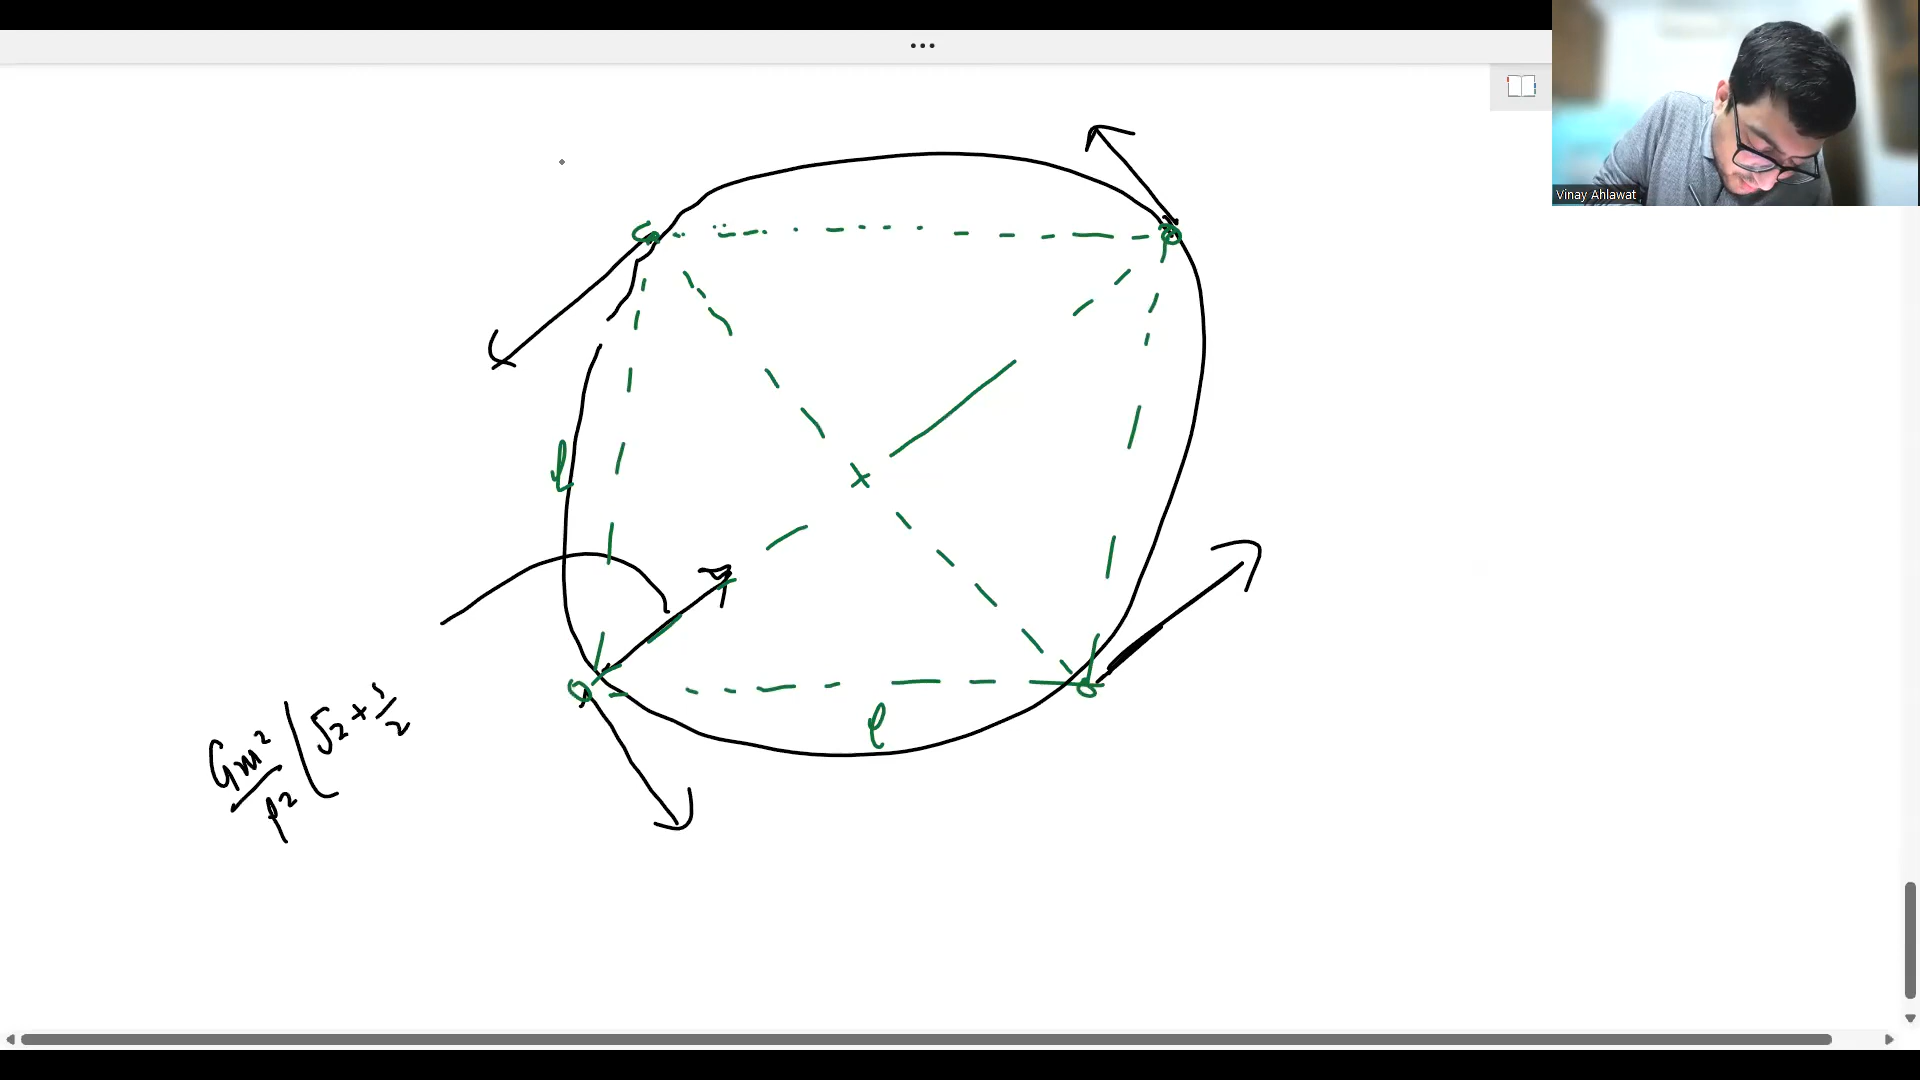 Vinay Ahlawat
l
l
Gm²/l² (√2 + 1/2